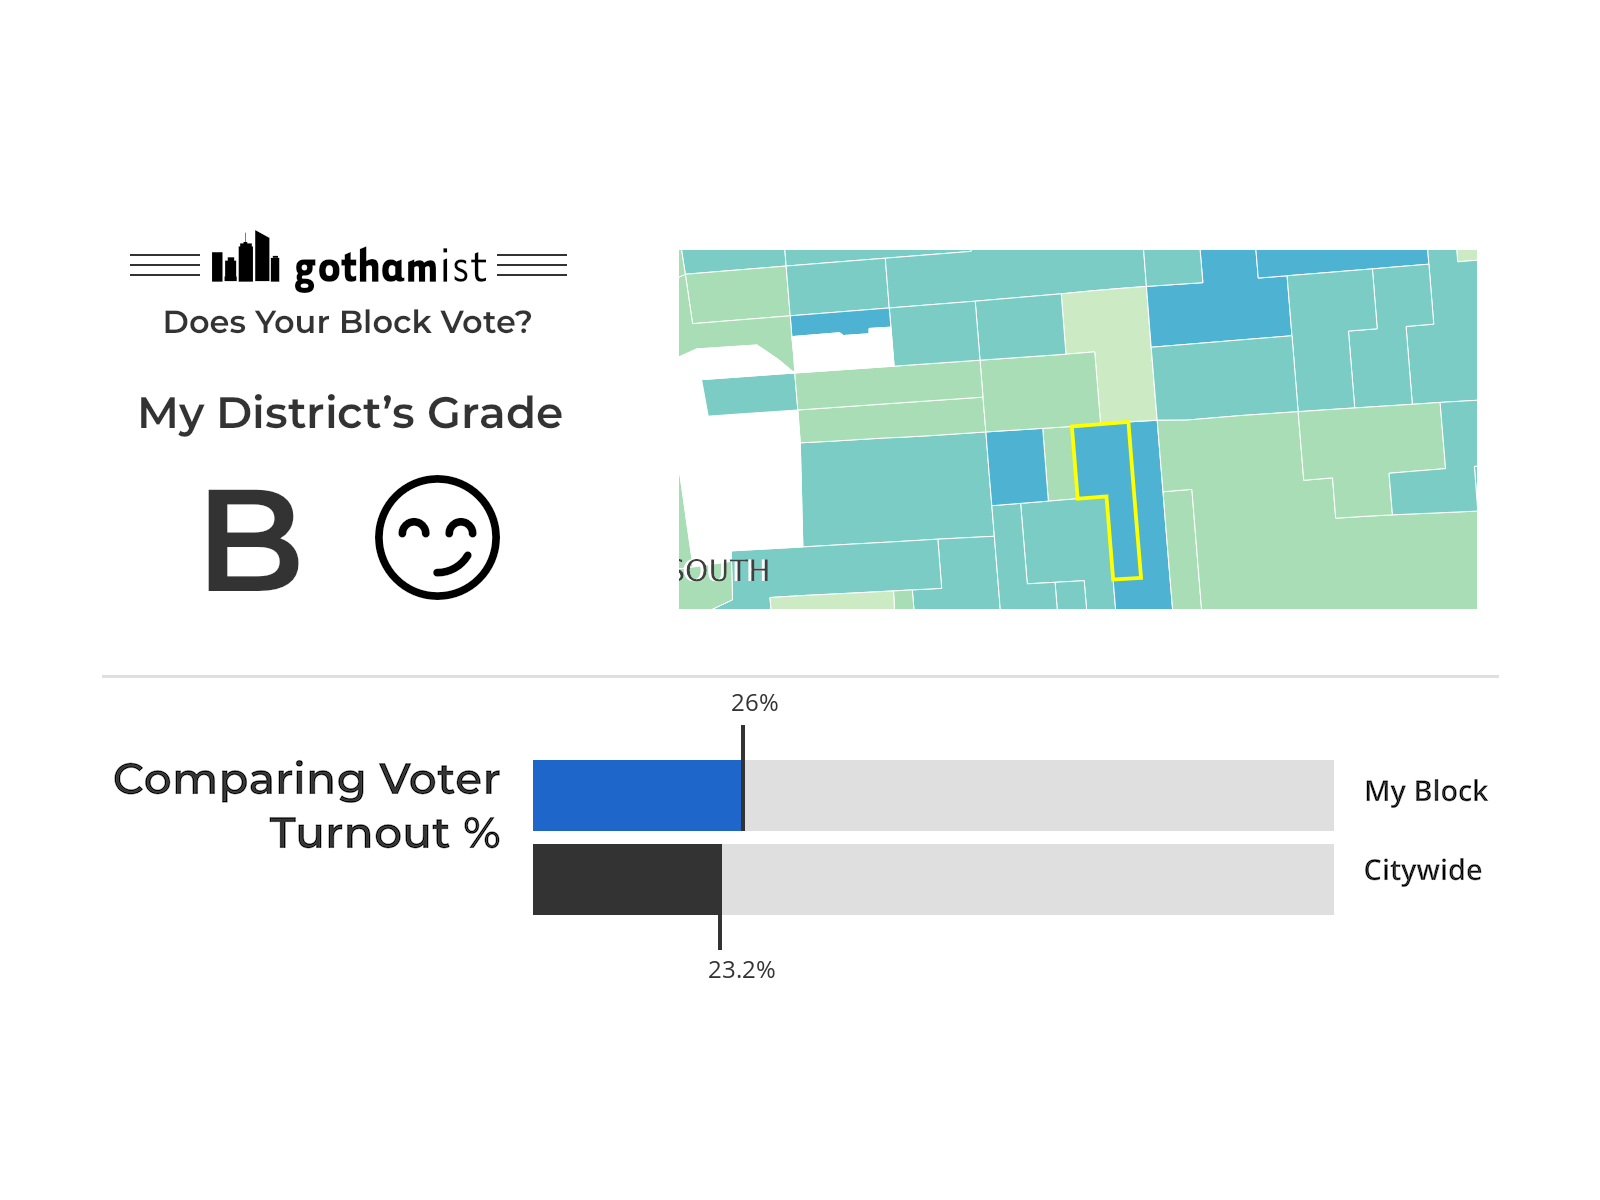 gothamist
Does Your Block Vote?
My District’s Grade
B
SOUTH
26%
Comparing Voter
Turnout %
My Block
Citywide
23.2%